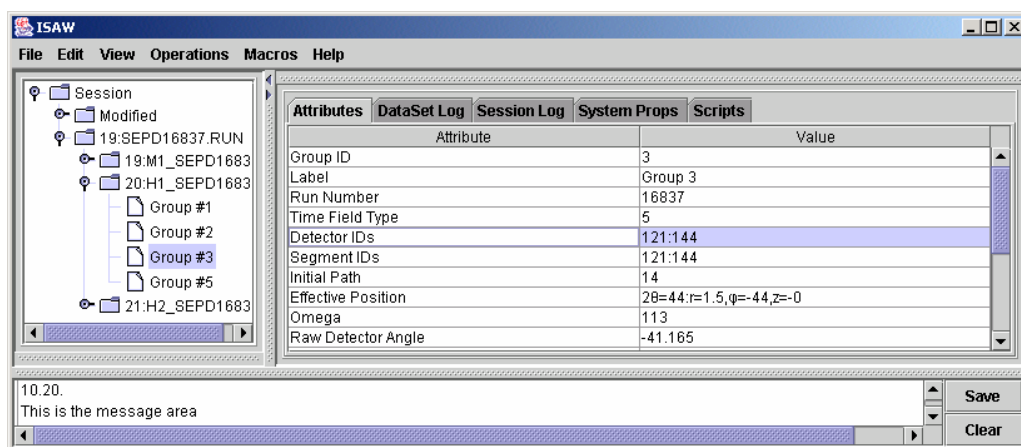 ISAW
File Edit View Operations Macros Help
Session
Modified
19:SEPD16837.RUN
19:M1_SEPD1683
20:H1_SEPD1683
Group #1
Group #2
Group #3
Group #5
21:H2_SEPD1683
Attributes DataSet Log Session Log System Props Scripts
Attribute Value
Group ID 3
Label Group 3
Run Number 16837
Time Field Type 5
Detector IDs 121:144
Segment IDs 121:144
Initial Path 14
Effective Position 2θ=44:r=1.5,φ=-44,z=-0
Omega 113
Raw Detector Angle -41.165
10.20.
This is the message area
Save
Clear